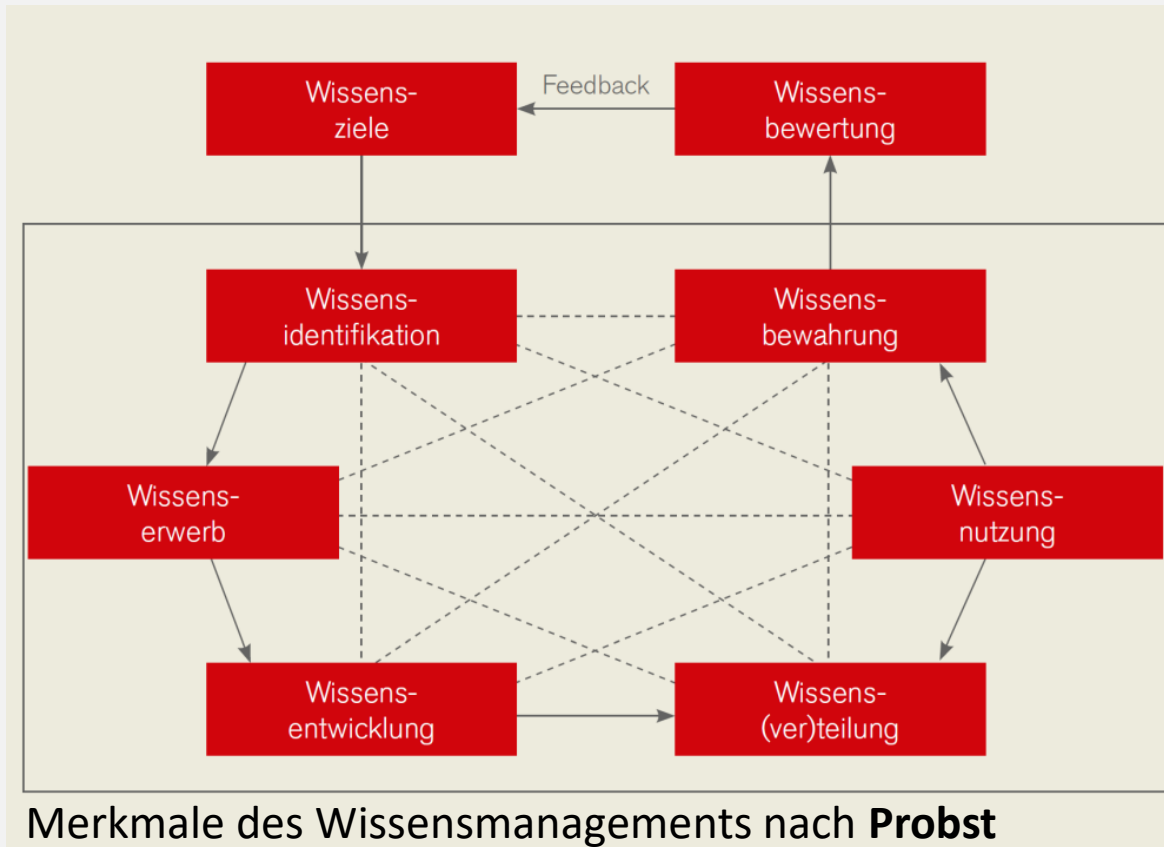 Wissens-
ziele
Feedback
Wissens-
bewertung
Wissens-
identifikation
Wissens-
bewahrung
Wissens-
erwerb
Wissens-
nutzung
Wissens-
entwicklung
Wissens-
(ver)teilung
Merkmale des Wissensmanagements nach Probst